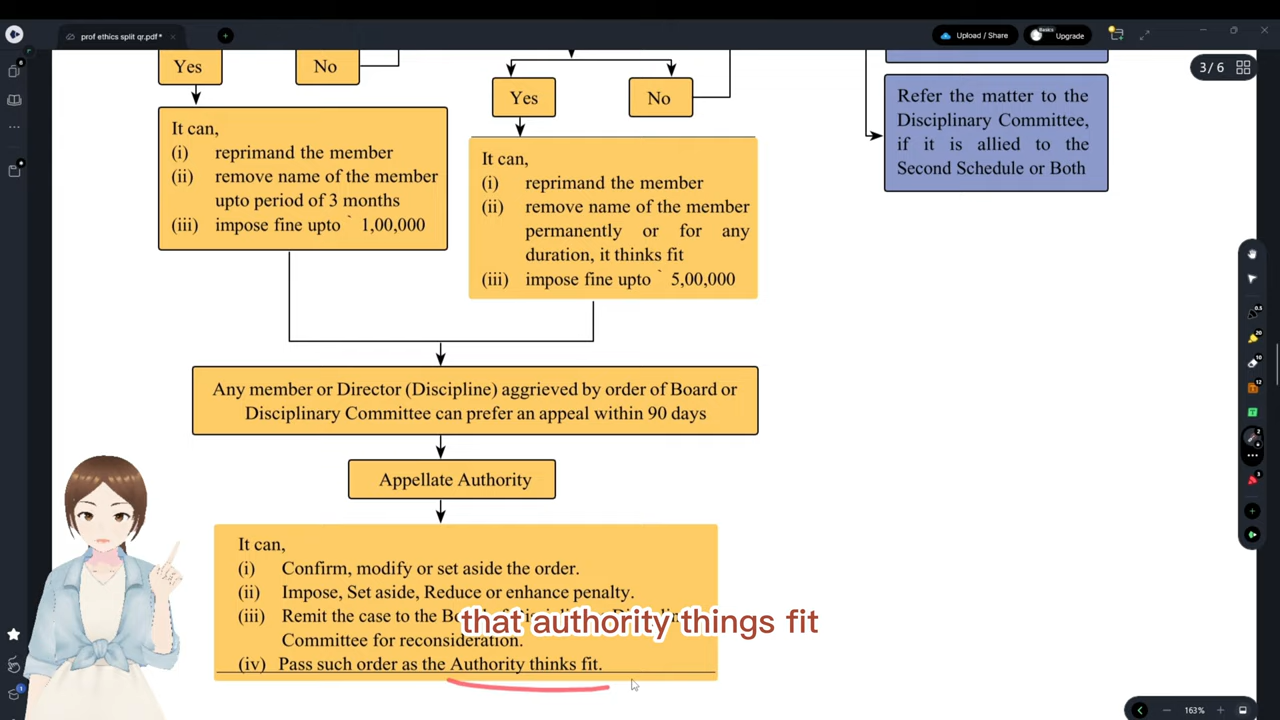 prof ethics split qr.pdf*
Upload / Share
Basics
Upgrade
3 / 6
Yes
No
Yes
No
Refer the matter to the
Disciplinary Committee,
if it is allied to the
Second Schedule or Both
It can,
(i) reprimand the member
(ii) remove name of the member
upto period of 3 months
(iii) impose fine upto ` 1,00,000
It can,
(i) reprimand the member
(ii) remove name of the member
permanently or for any
duration, it thinks fit
(iii) impose fine upto ` 5,00,000
Any member or Director (Discipline) aggrieved by order of Board or
Disciplinary Committee can prefer an appeal within 90 days
Appellate Authority
It can,
(i) Confirm, modify or set aside the order.
(ii) Impose, Set aside, Reduce or enhance penalty.
(iii) Remit the case to the
that authority things fit
Committee for reconsideration.
(iv) Pass such order as the Authority thinks fit.
163%